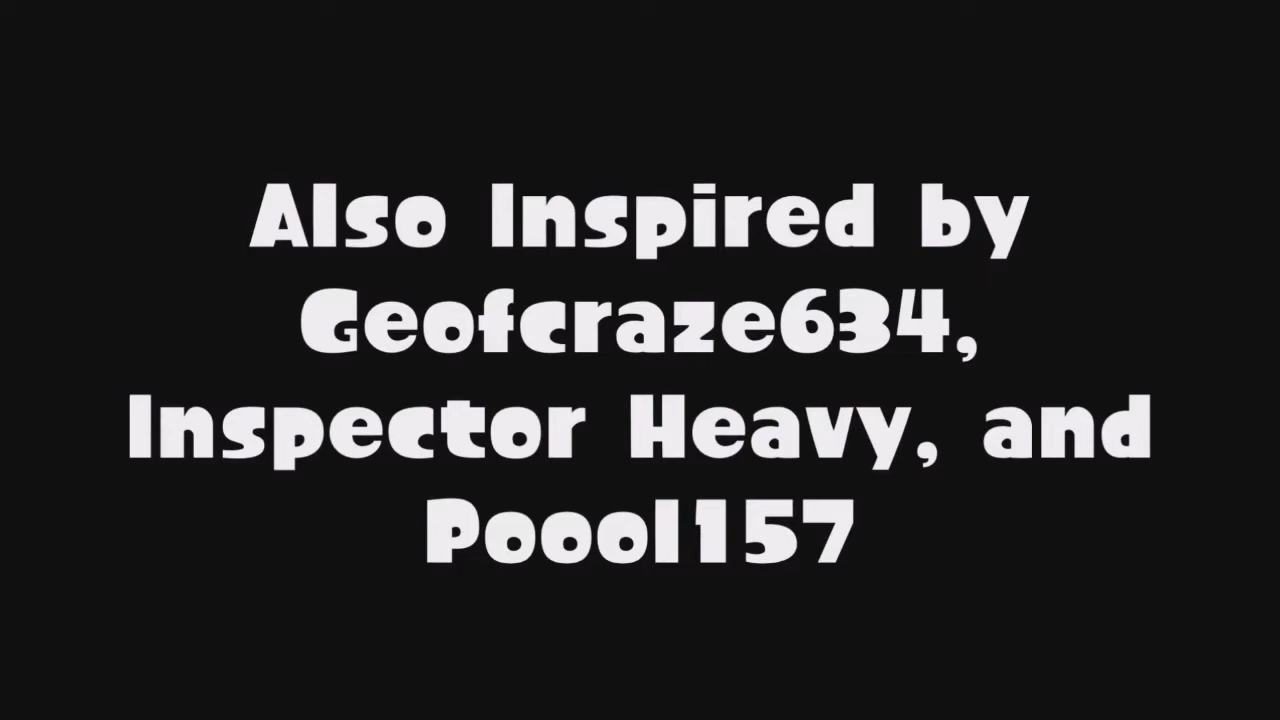 Also Inspired by
Geofcraze634,
Inspector Heavy, and
Poool157